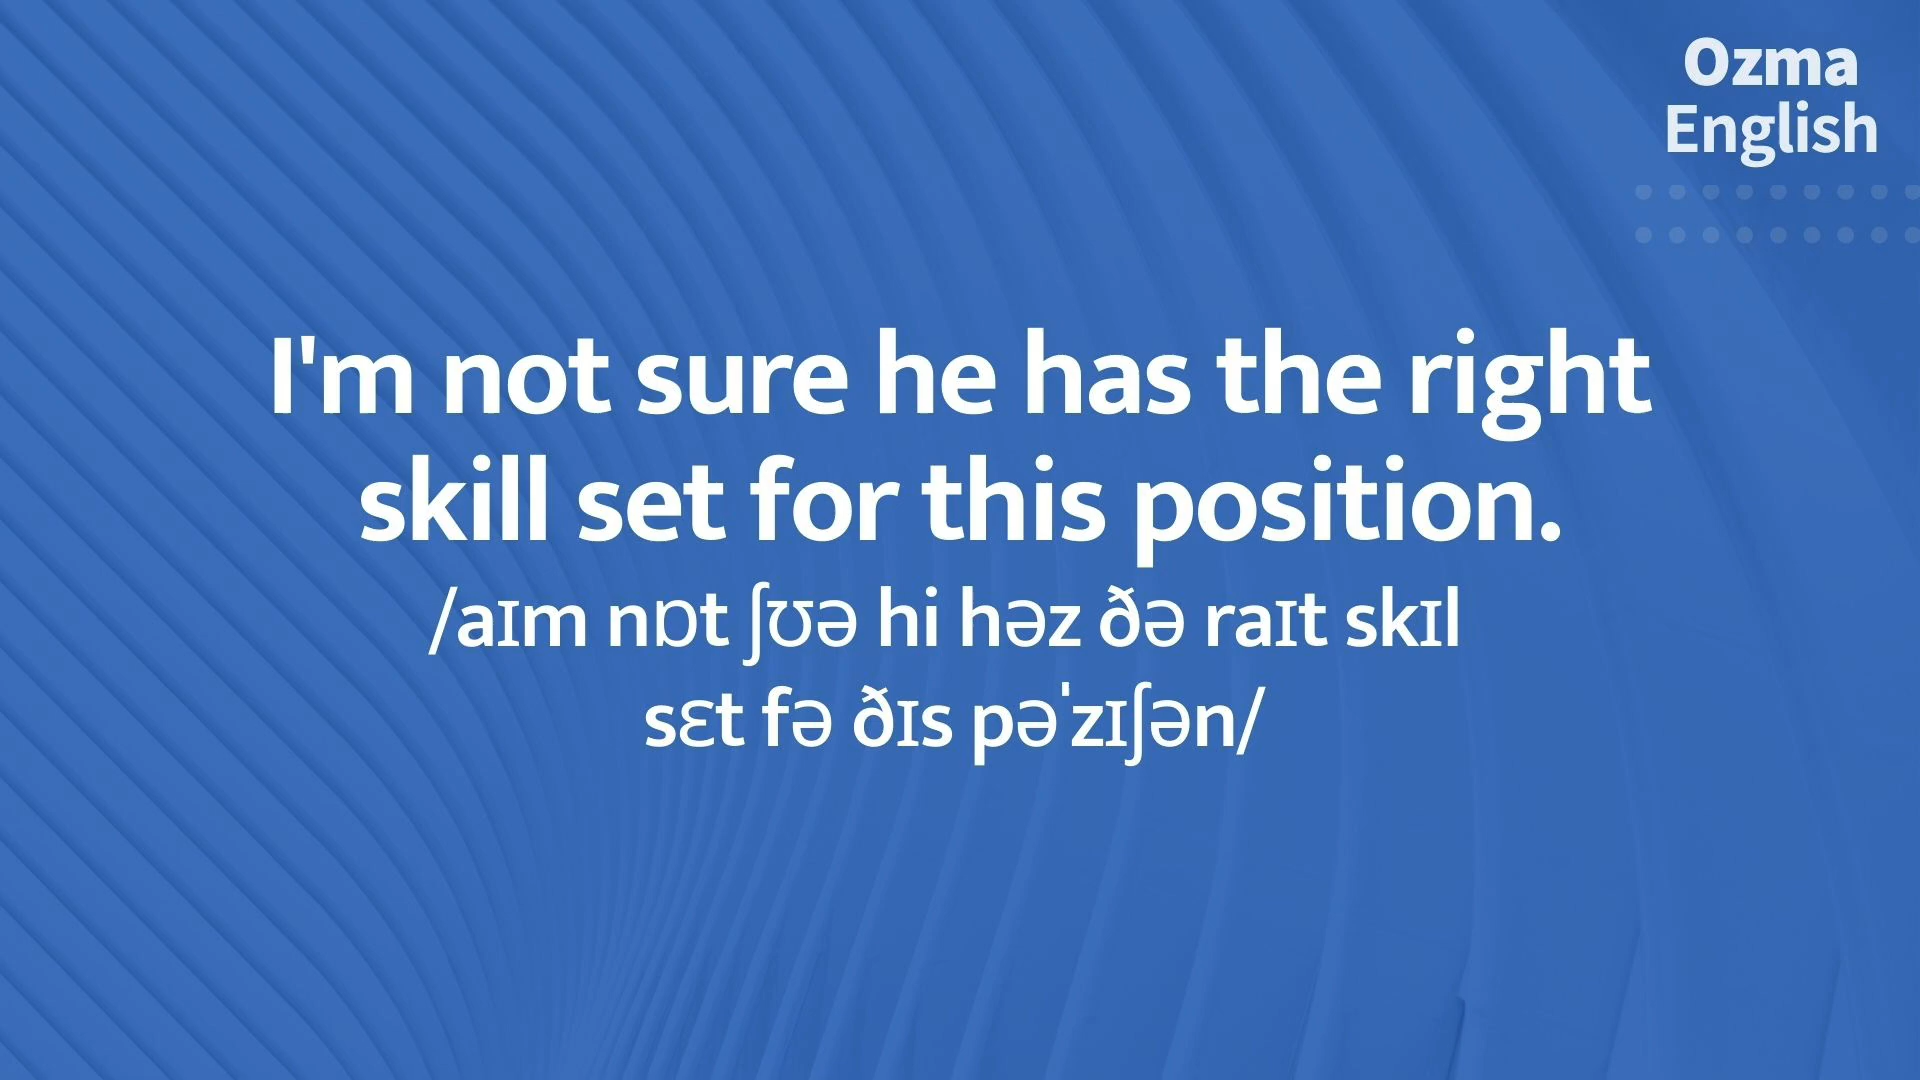 Ozma
English
I'm not sure he has the right
skill set for this position.
/aɪm nɒt ʃʊə hi həz ðə raɪt skɪl
sɛt fə ðɪs pəˈzɪʃən/